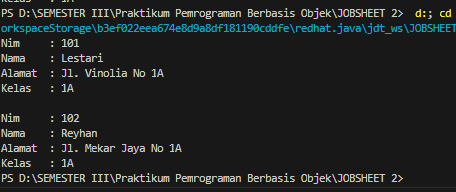 PS D:\SEMESTER III\Praktikum Pemrograman Berbasis Objek\JOBSHEET 2> d:; cd
orkspaceStorage\b3ef022eea674e8d9a8df181190cddfe\redhat.java\jdt_ws\JOBSHEET
Nim : 101
Nama : Lestari
Alamat : Jl. Vinolia No 1A
Kelas : 1A
Nim : 102
Nama : Reyhan
Alamat : Jl. Mekar Jaya No 1A
Kelas : 1A
PS D:\SEMESTER III\Praktikum Pemrograman Berbasis Objek\JOBSHEET 2>